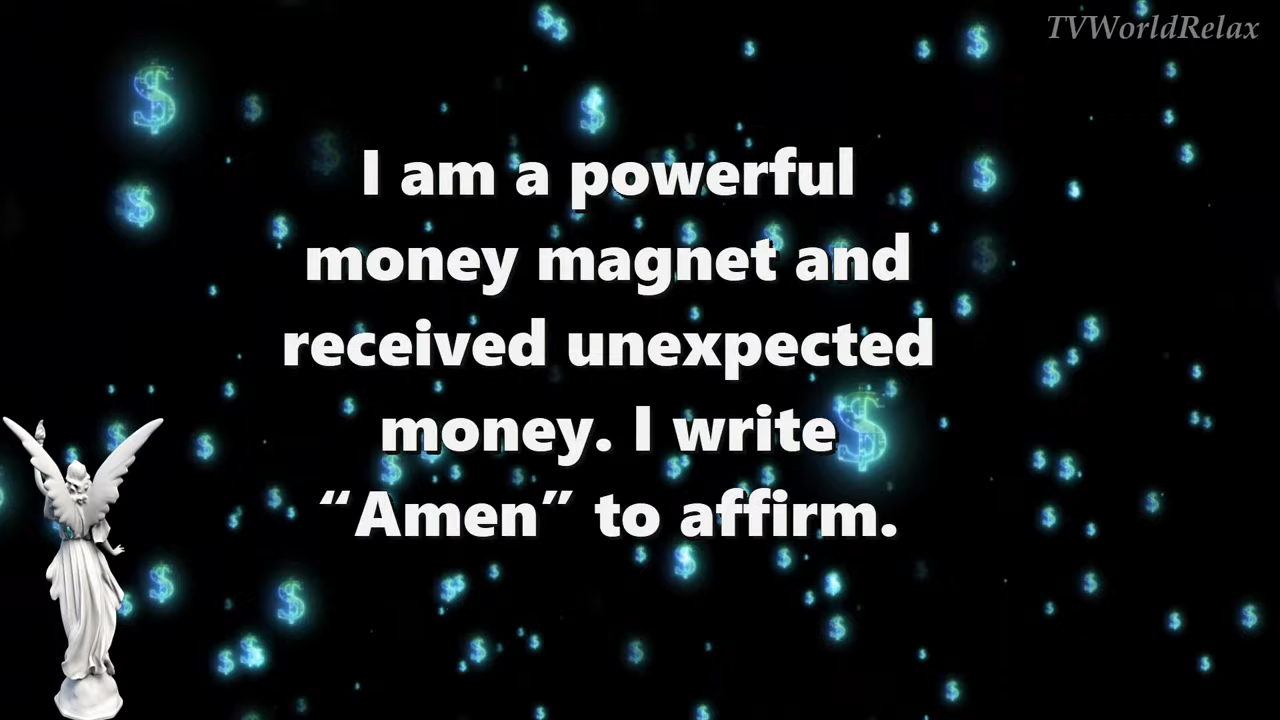 TVWorldRelax
I am a powerful
money magnet and
received unexpected
money. I write
“Amen” to affirm.